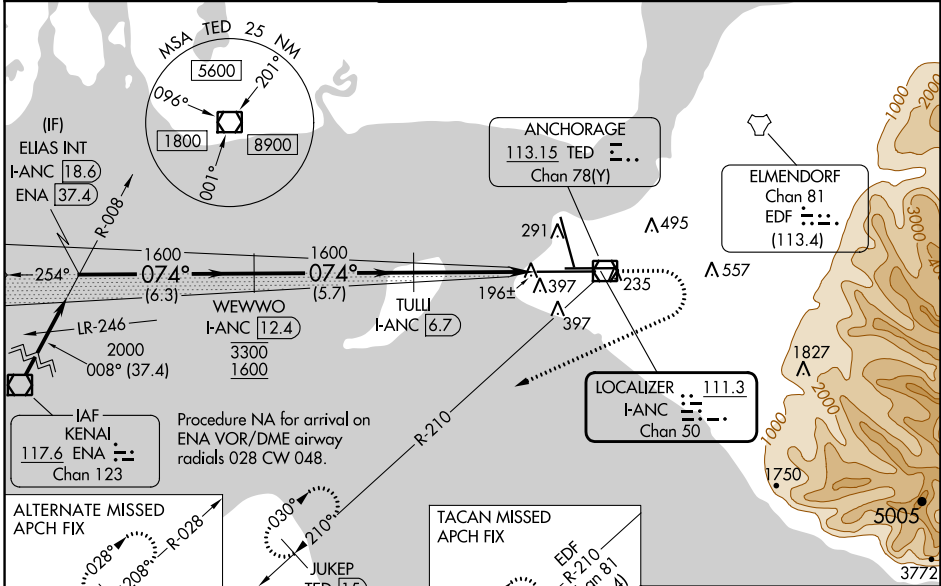 MSA TED 25 NM
5600
201°
096°
1800
8900
001°
(IF)
ELIAS INT
I-ANC 18.6
ENA 37.4
R-008
ANCHORAGE
113.15 TED
Chan 78(Y)
ELMENDORF
Chan 81
EDF
(113.4)
1000
2000
3000
291
495
557
235
397
397
196±
254°
1600
074°
(6.3)
1600
074°
(5.7)
WEWWO
I-ANC 12.4
3300
1600
TULLI
I-ANC 6.7
LR-246
2000
008° (37.4)
IAF
KENAI
117.6 ENA
Chan 123
Procedure NA for arrival on
ENA VOR/DME airway
radials 028 CW 048.
R-210
LOCALIZER 111.3
I-ANC
Chan 50
1827
2000
1000
1750
5005
3772
ALTERNATE MISSED
APCH FIX
028°
208°
R-028
030°
210°
JUKEP
TED 15
TACAN MISSED
APCH FIX
EDF
R-210